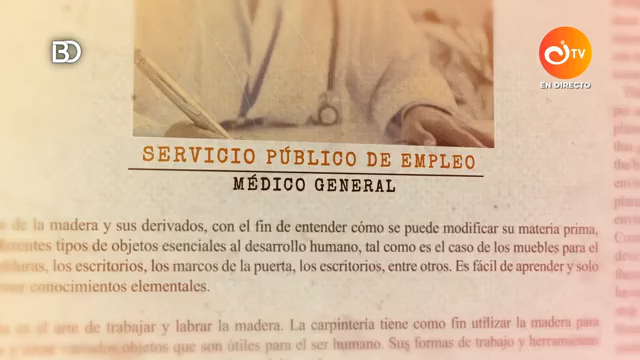 BD
TV
EN DIRECTO
SERVICIO PÚBLICO DE EMPLEO
MÉDICO GENERAL
de la madera y sus derivados, con el fin de entender cómo se puede modificar su materia prima,
tipos de objetos esenciales al desarrollo humano, tal como es el caso de los muebles para el
los escritorios, los marcos de la puerta, los escritorios, entre otros. Es fácil de aprender y solo
conocimientos elementales.
es el arte de trabajar y labrar la madera. La carpintería tiene como fin utilizar la madera para
objetos que son útiles para el ser humano. Sus formas de trabajo y herramientas